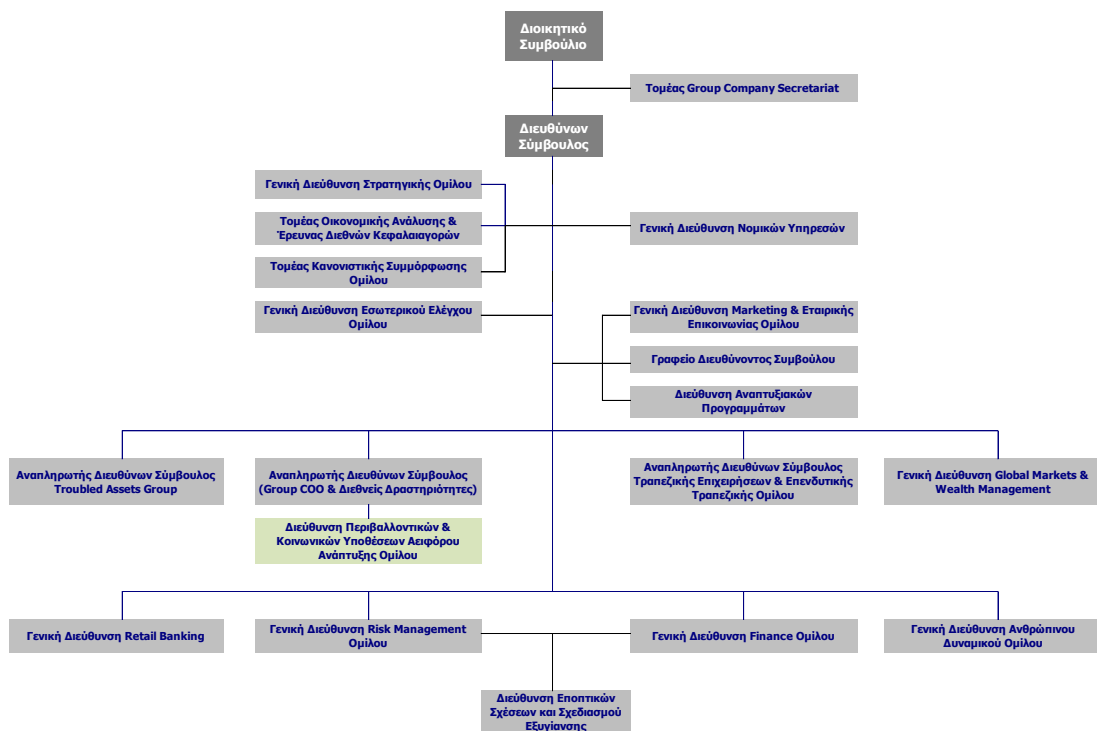 Διοικητικό
Συμβούλιο
Τομέας Group Company Secretariat
Διευθύνων
Σύμβουλος
Γενική Διεύθυνση Στρατηγικής Ομίλου
Τομέας Οικονομικής Ανάλυσης &
Έρευνας Διεθνών Κεφαλαιαγορών
Γενική Διεύθυνση Νομικών Υπηρεσών
Τομέας Κανονιστικής Συμμόρφωσης
Ομίλου
Γενική Διεύθυνση Εσωτερικού Ελέγχου
Ομίλου
Γενική Διεύθυνση Marketing & Εταιρικής
Επικοινωνίας Ομίλου
Γραφείο Διευθύνοντος Συμβούλου
Διεύθυνση Αναπτυξιακών
Προγραμμάτων
Αναπληρωτής Διευθύνων Σύμβουλος
Troubled Assets Group
Αναπληρωτής Διευθύνων Σύμβουλος
(Group COO & Διεθνείς Δραστηριότητες)
Αναπληρωτής Διευθύνων Σύμβουλος
Τραπεζικής Επιχειρήσεων & Επενδυτικής
Τραπεζικής Ομίλου
Γενική Διεύθυνση Global Markets &
Wealth Management
Διεύθυνση Περιβαλλοντικών &
Κοινωνικών Υποθέσεων Αειφόρου
Ανάπτυξης Ομίλου
Γενική Διεύθυνση Retail Banking
Γενική Διεύθυνση Risk Management
Ομίλου
Γενική Διεύθυνση Finance Ομίλου
Γενική Διεύθυνση Ανθρώπινου
Δυναμικού Ομίλου
Διεύθυνση Εποπτικών
Σχέσεων και Σχεδιασμού
Εξυγίανσης